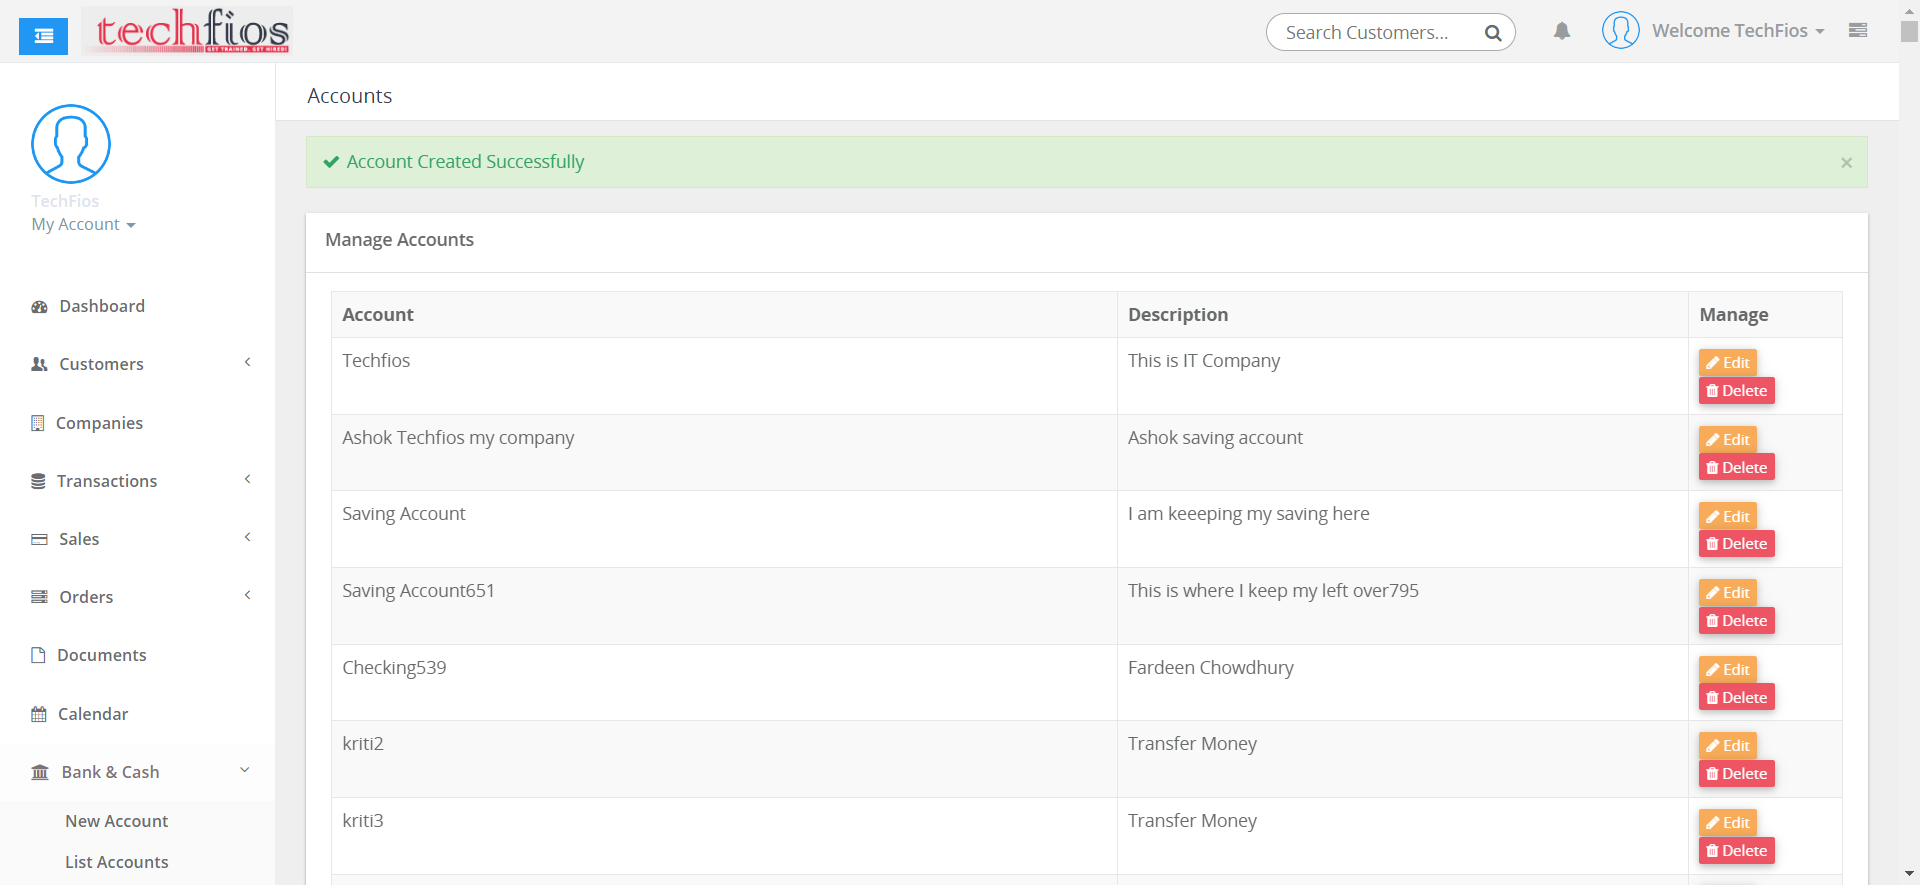 techfios
GET TRAINED. GET HIRED!
Search Customers...
Welcome TechFios
TechFios
My Account
Dashboard
Customers
Companies
Transactions
Sales
Orders
Documents
Calendar
Bank & Cash
New Account
List Accounts
Accounts
Account Created Successfully
×
Manage Accounts
Account Description Manage
Techfios This is IT Company Edit
Delete
Ashok Techfios my company Ashok saving account Edit
Delete
Saving Account I am keeeping my saving here Edit
Delete
Saving Account651 This is where I keep my left over795 Edit
Delete
Checking539 Fardeen Chowdhury Edit
Delete
kriti2 Transfer Money Edit
Delete
kriti3 Transfer Money Edit
Delete